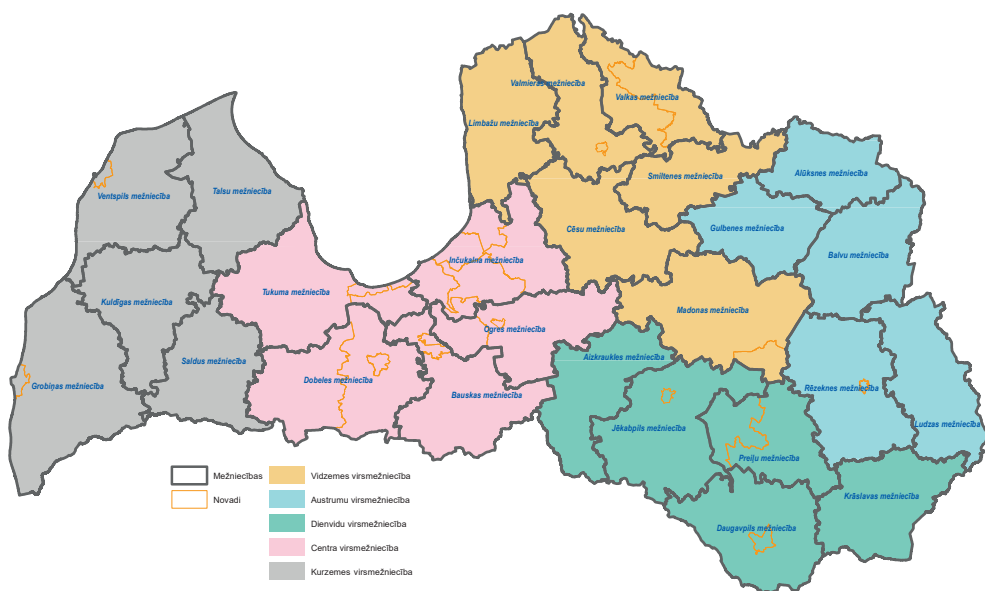 Valmieras mežniecība
Valkas mežniecība
Limbažu mežniecība
Alūksnes mežniecība
Smiltenes mežniecība
Talsu mežniecība
Ventspils mežniecība
Cēsu mežniecība
Gulbenes mežniecība
Balvu mežniecība
Inčukalna mežniecība
Tukuma mežniecība
Kuldīgas mežniecība
Madonas mežniecība
Ogres mežniecība
Aizkraukles mežniecība
Saldus mežniecība
Dobeles mežniecība
Grobiņas mežniecība
Rēzeknes mežniecība
Bauskas mežniecība
Ludzas mežniecība
Jēkabpils mežniecība
Preiļu mežniecība
Krāslavas mežniecība
Daugavpils mežniecība
Mežniecības
Novadi
Vidzemes virsmežniecība
Austrumu virsmežniecība
Dienvidu virsmežniecība
Centra virsmežniecība
Kurzemes virsmežniecība